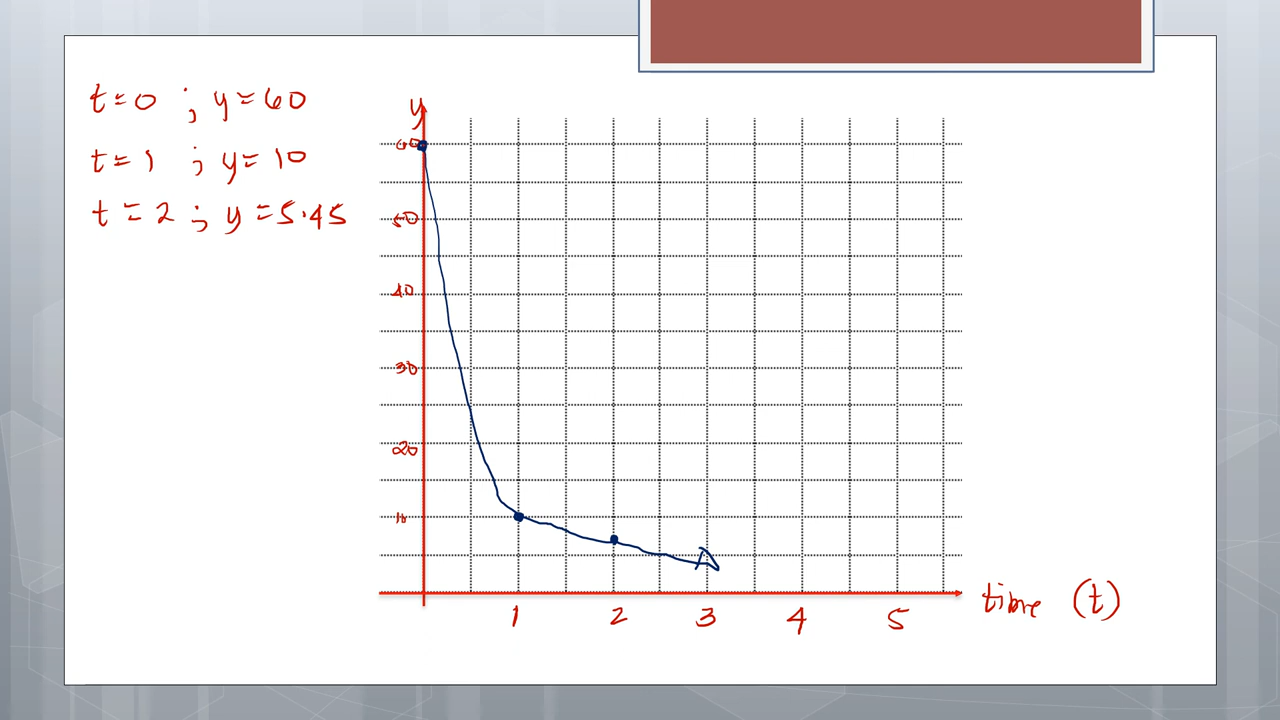 t=0 ; y=60
t=1 ; y=10
t=2 ; y=5.45
y
60
50
40
30
20
10
1 2 3 4 5
time (t)